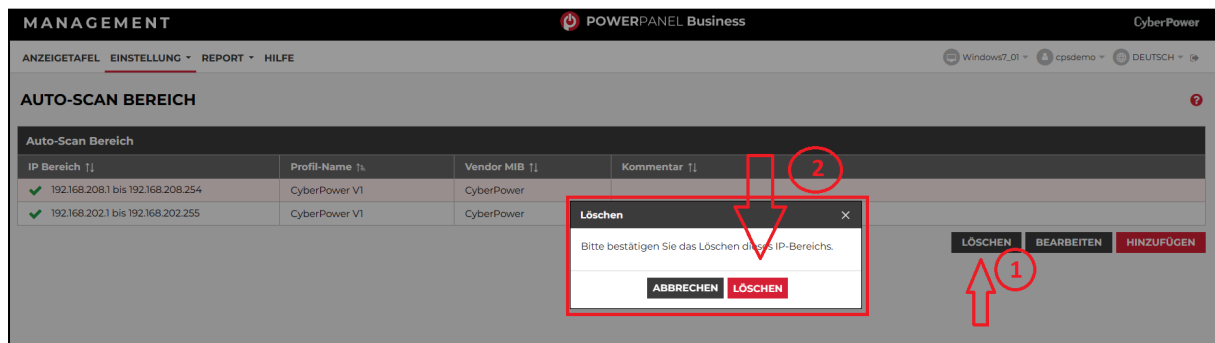 MANAGEMENT
POWERPANEL Business
CyberPower
ANZEIGETAFEL EINSTELLUNG REPORT HILFE
Windows7_01 cpsdemo DEUTSCH
AUTO-SCAN BEREICH
Auto-Scan Bereich
IP Bereich Profil-Name Vendor MIB Kommentar
192.168.208.1 bis 192.168.208.254 CyberPower V1 CyberPower
192.168.202.1 bis 192.168.202.255 CyberPower V1 CyberPower
2
Löschen
Bitte bestätigen Sie das Löschen dieses IP-Bereichs.
ABBRECHEN LÖSCHEN
LÖSCHEN BEARBEITEN HINZUFÜGEN
1